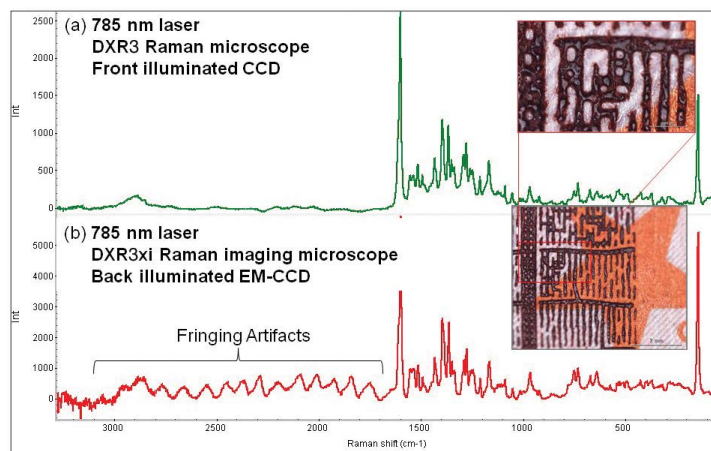 (a) 785 nm laser
DXR3 Raman microscope
Front illuminated CCD
2500
2000
1500
1000
500
0
Int
(b) 785 nm laser
DXR3xi Raman imaging microscope
Back illuminated EM-CCD
Fringing Artifacts
5000
4000
3000
2000
1000
0
Int
3000 2500 2000 1500 1000 500
Raman shift (cm-1)